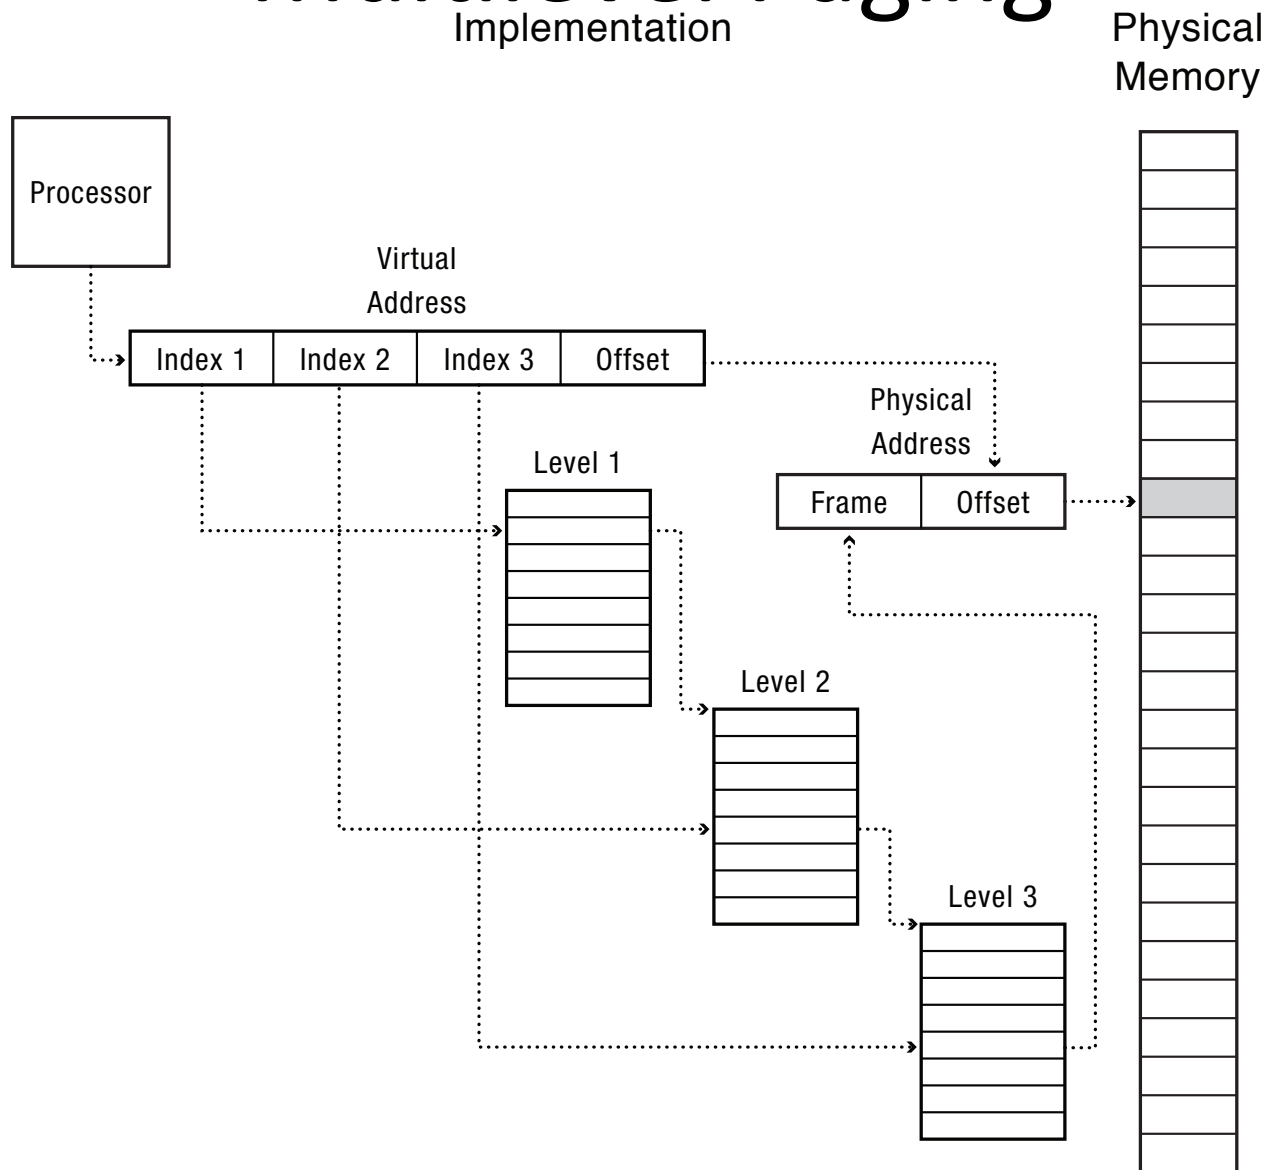 Implementation
Physical
Memory
Processor
Virtual
Address
Index 1 Index 2 Index 3 Offset
Physical
Address
Frame Offset
Level 1
Level 2
Level 3